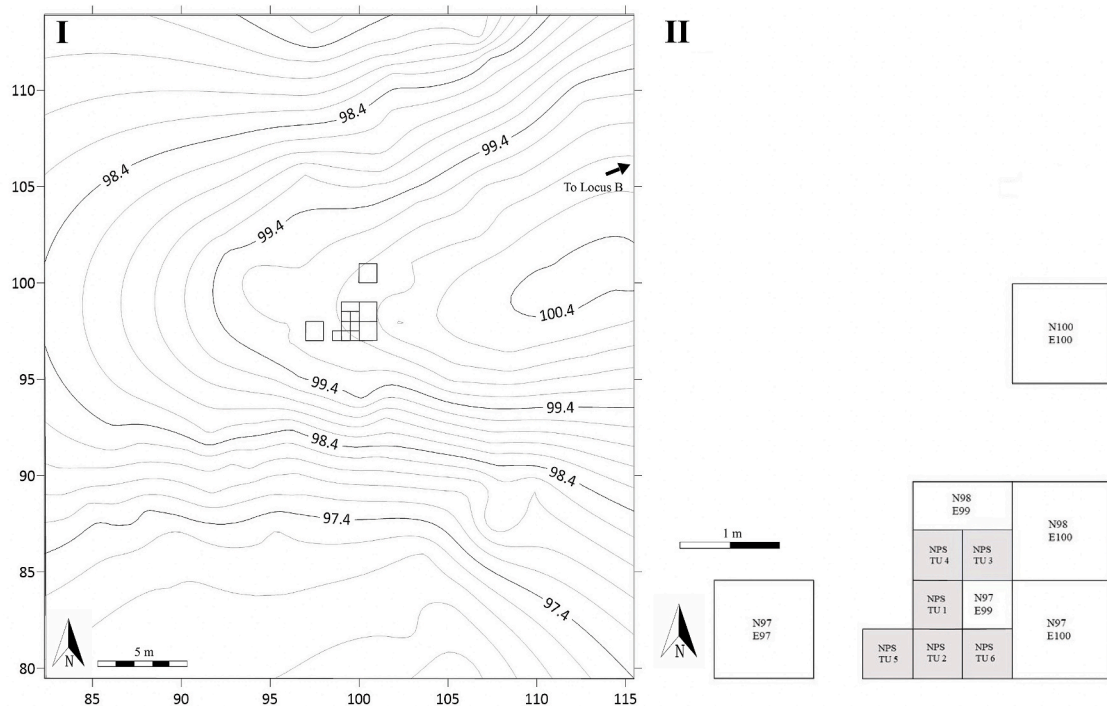 I
110
105
100
95
90
85
80
85
90
95
100
105
110
115
98.4
98.4
99.4
99.4
To Locus B
100.4
99.4
99.4
98.4
98.4
97.4
97.4
N
5 m
II
N100
E100
N98
E99
N98
E100
1 m
NPS
TU 4
NPS
TU 3
N97
E97
NPS
TU 1
N97
E99
N97
E100
NPS
TU 5
NPS
TU 2
NPS
TU 6
N